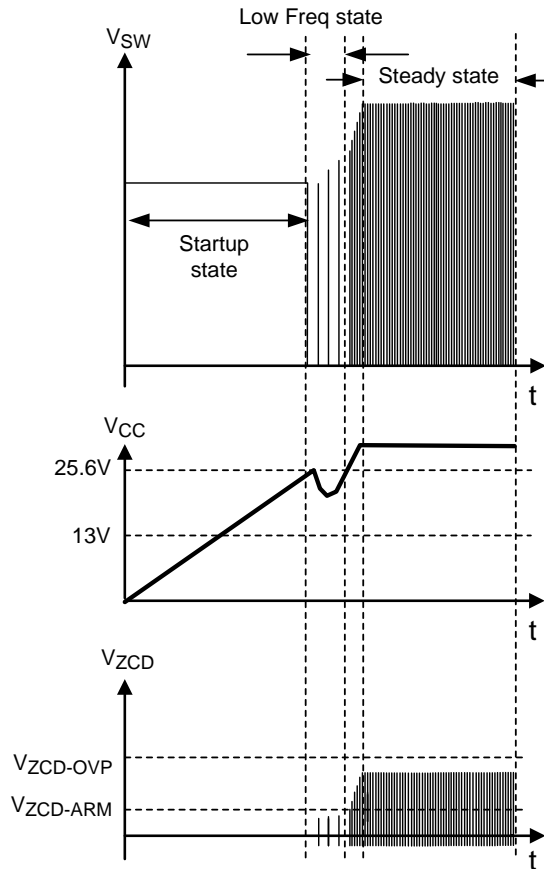 Low Freq state
VSW
Steady state
Startup
state
t
VCC
25.6V
13V
t
VZCD
VZCD-OVP
VZCD-ARM
t